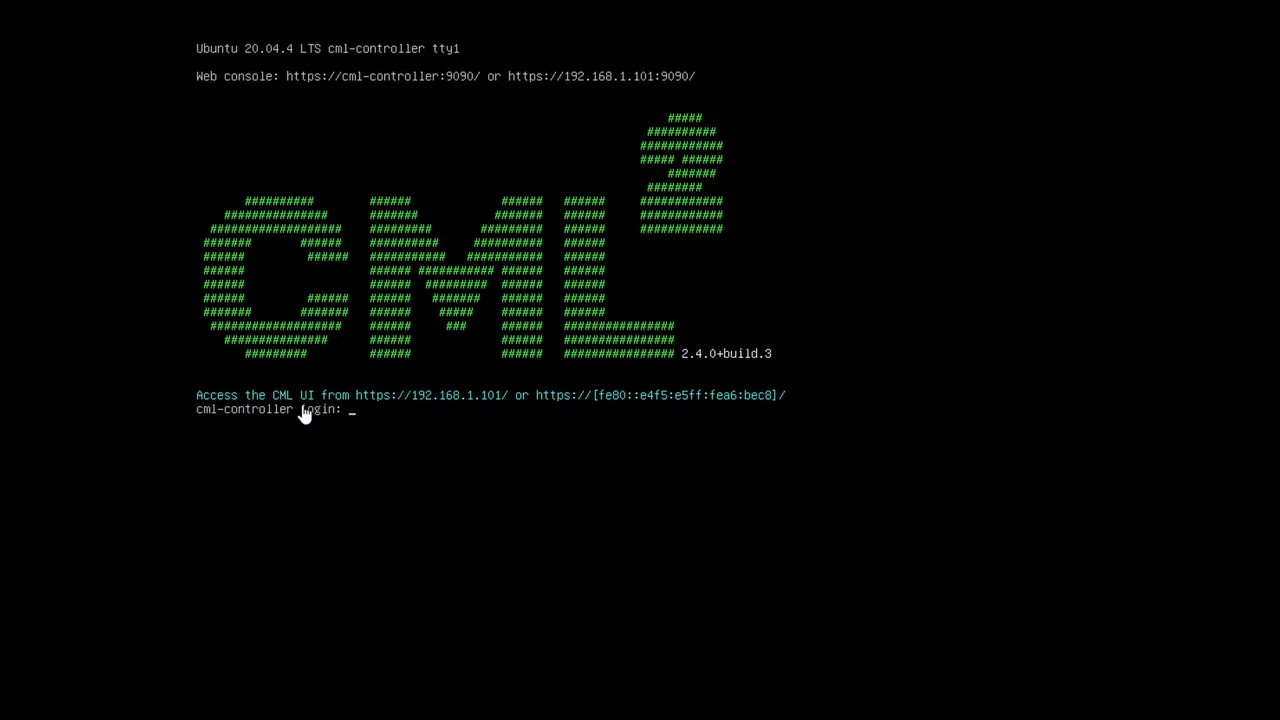 Ubuntu 20.04.4 LTS cml-controller tty1
Web console: https://cml-controller:9090/ or https://192.168.1.101:9090/
CML2
2.4.0+build.3
Access the CML UI from https://192.168.1.101/ or https://[fe80::e4f5:e5ff:fea6:bec8]/
cml-controller login: _